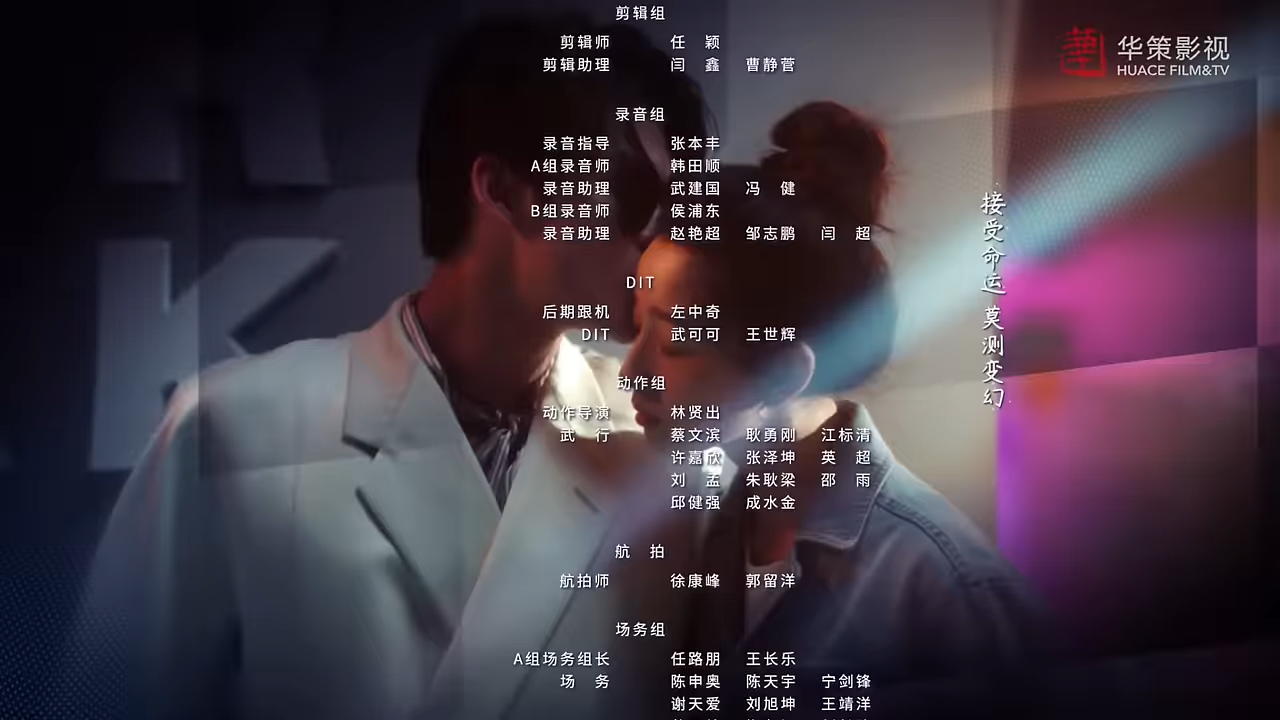 剪辑组
剪辑师 任 颖
剪辑助理 闫 鑫 曹静萱
录音组
录音指导 张本丰
A组录音师 韩田顺
录音助理 武建国 冯 健
B组录音师 侯浦东
录音助理 赵艳超 邹志鹏 闫 超
DIT
后期跟机 左中奇
DIT 武可可 王世辉
动作组
动作导演 林贤出
武 行 蔡文滨 耿勇刚 江标清
许嘉欣 张泽坤 英 超
刘 孟 朱耿梁 邵 雨
邱健强 成水金
航 拍
航拍师 徐康峰 郭留洋
场务组
A组场务组长 任路朋 王长乐
场 务 陈申奥 陈天宇 宁剑锋
谢天爱 刘旭坤 王靖洋
华策影视
HUACE FILM&TV
接受命运 莫测变幻